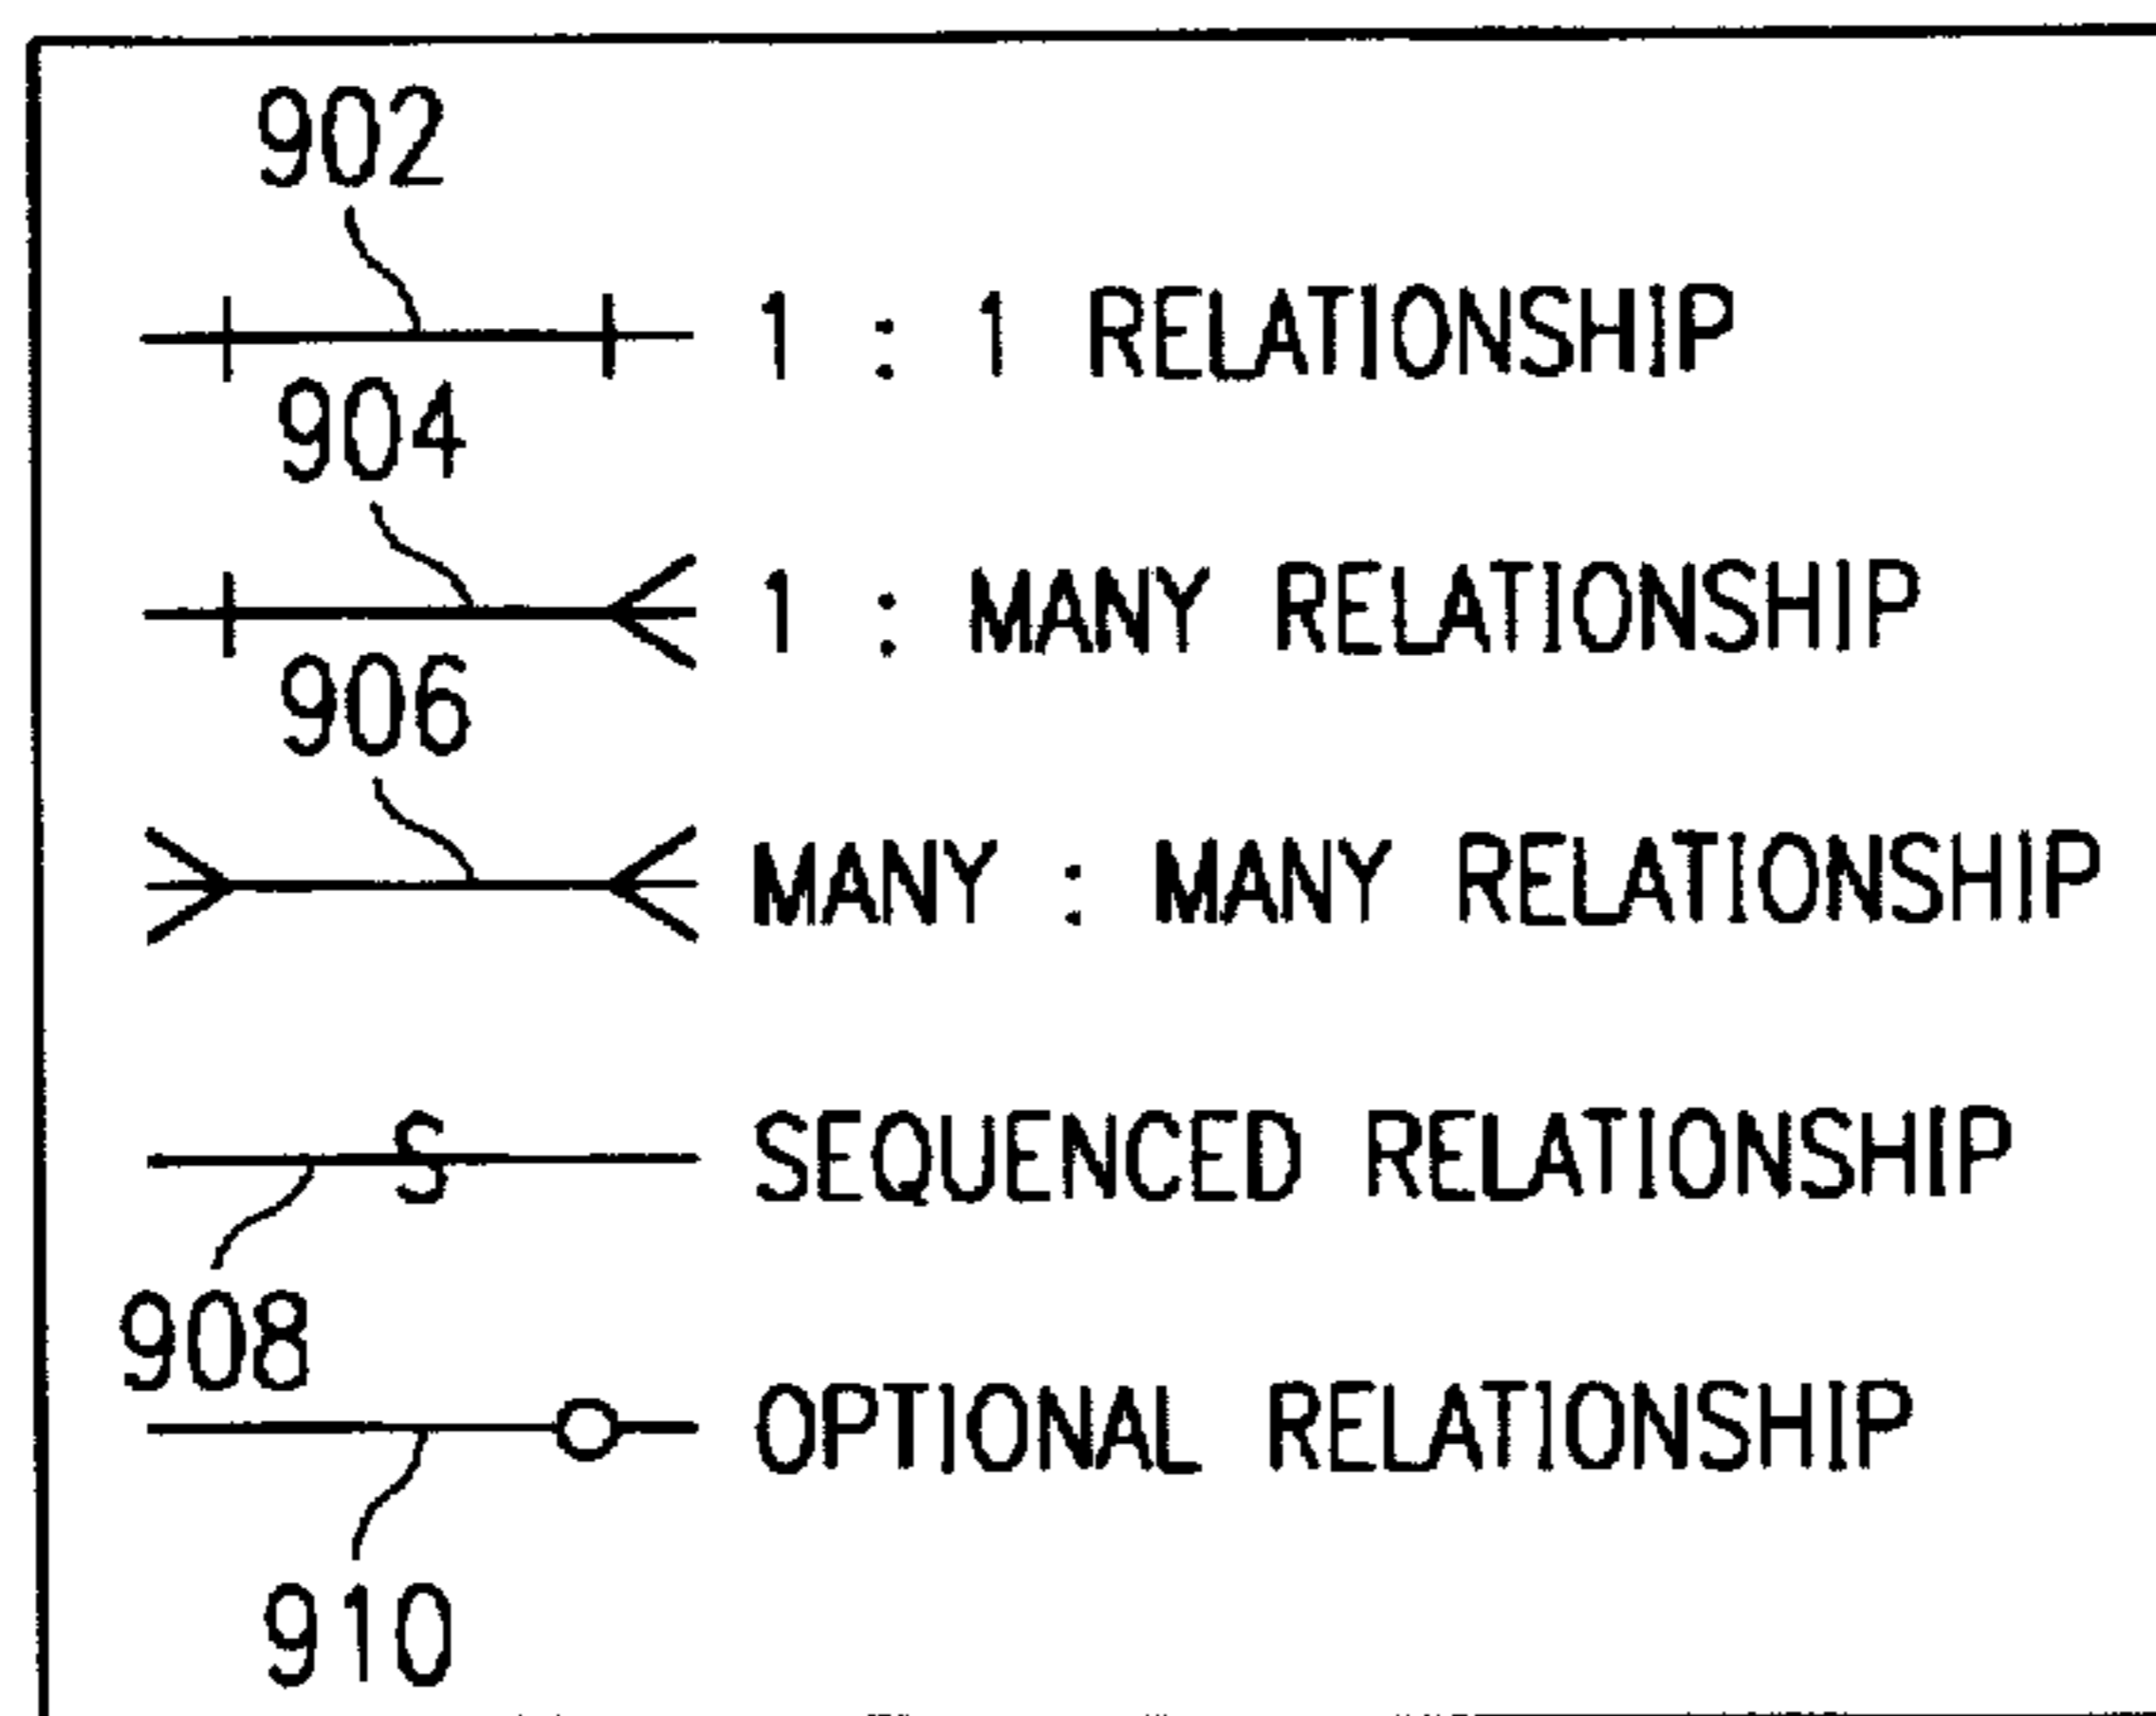 902
1 : 1 RELATIONSHIP
904
1 : MANY RELATIONSHIP
906
MANY : MANY RELATIONSHIP
S SEQUENCED RELATIONSHIP
908
OPTIONAL RELATIONSHIP
910